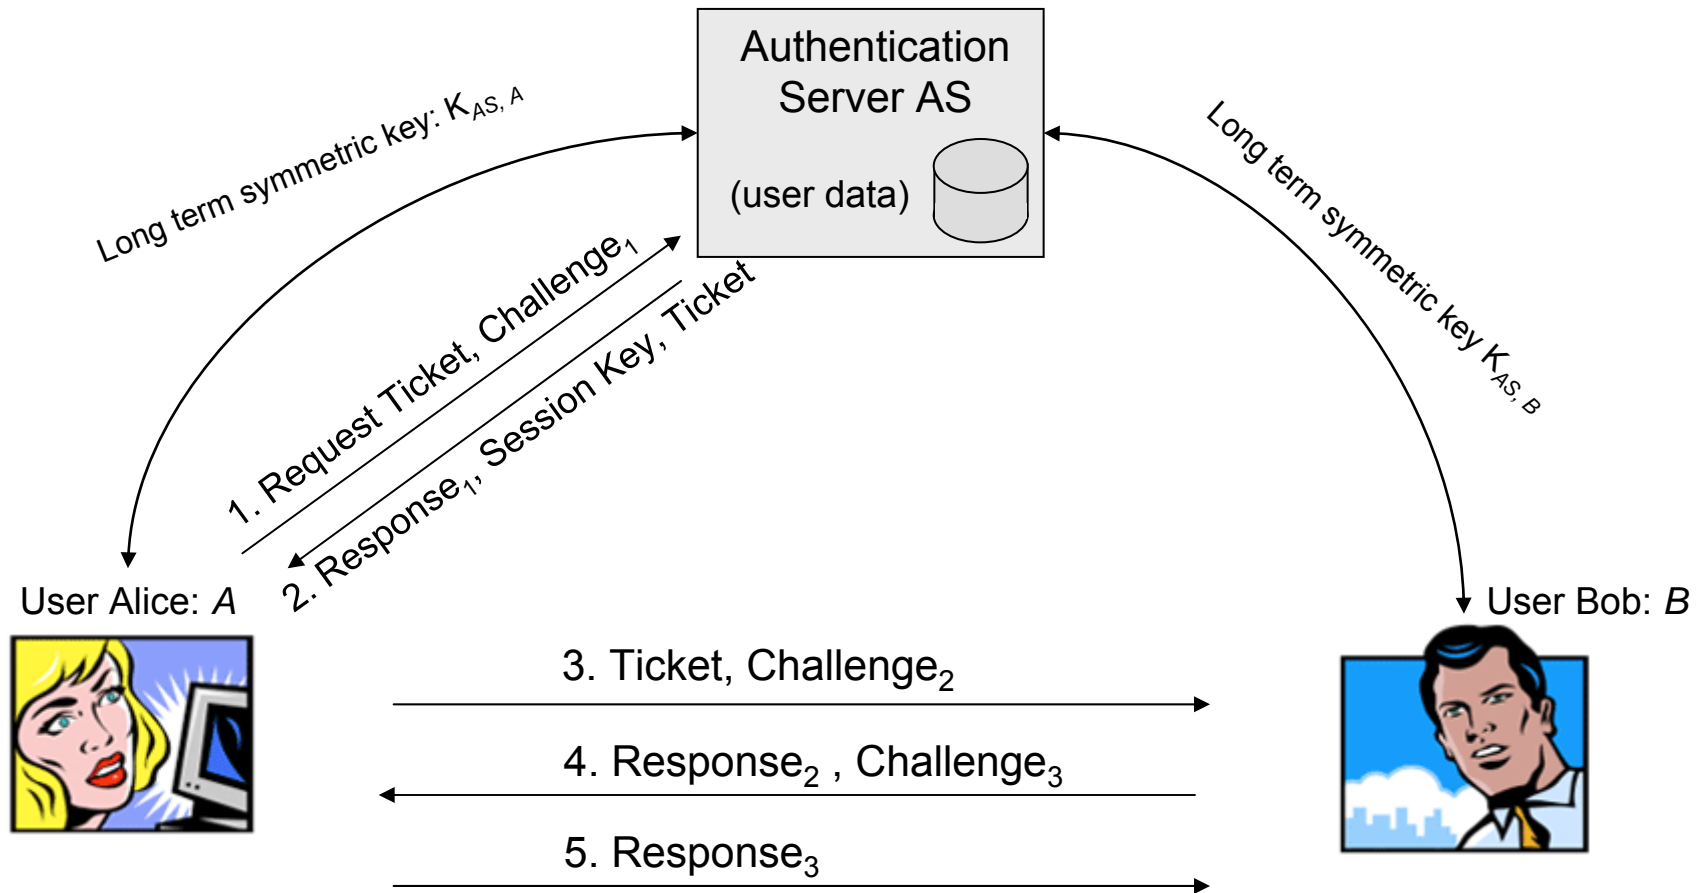 Authentication
Server AS
(user data)
Long term symmetric key: K_AS, A
Long term symmetric key K_AS, B
1. Request Ticket, Challenge₁
2. Response₁, Session Key, Ticket
User Alice: A
User Bob: B
3. Ticket, Challenge₂
4. Response₂ , Challenge₃
5. Response₃